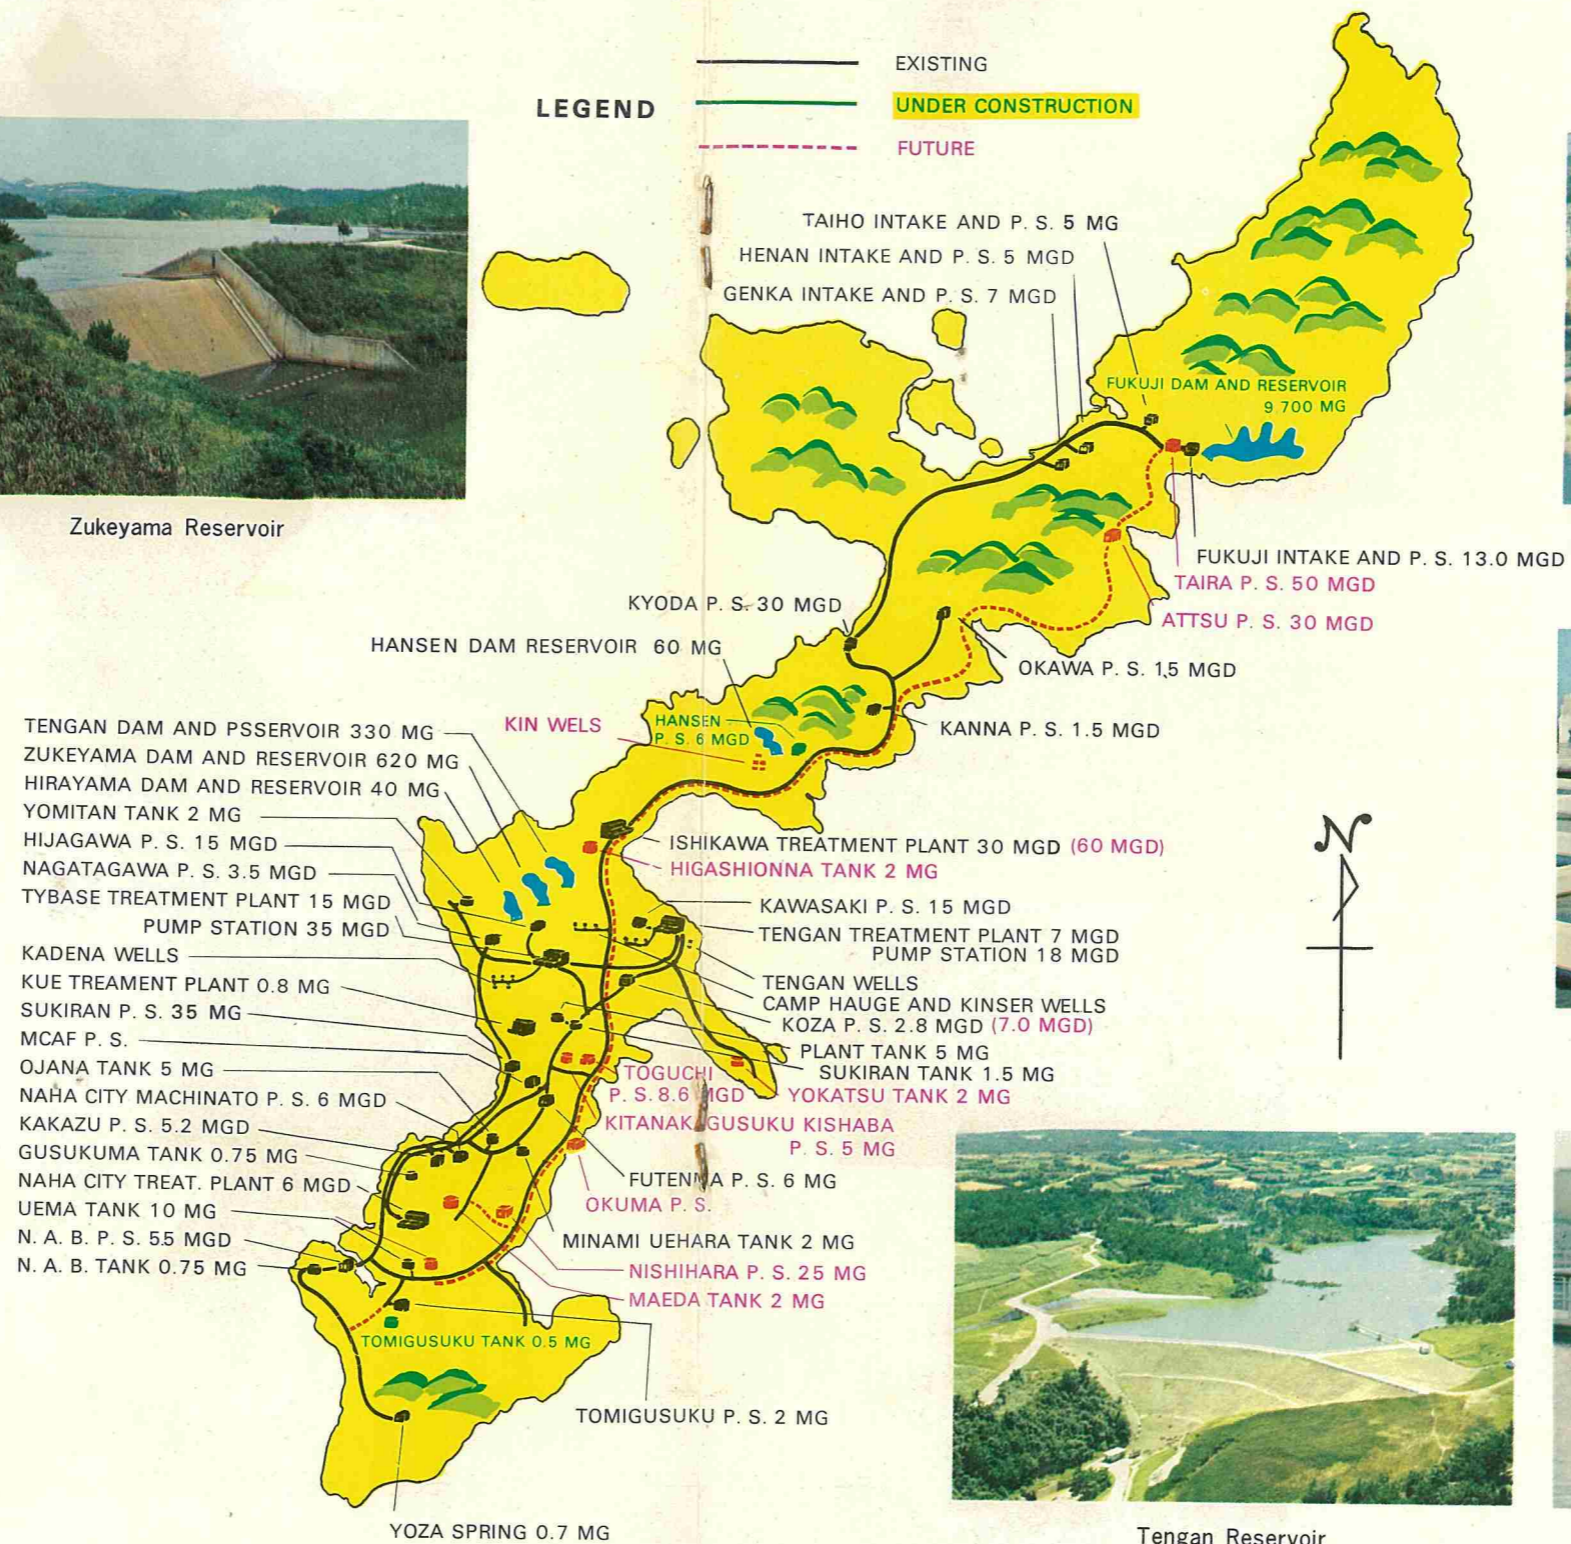 LEGEND
EXISTING
UNDER CONSTRUCTION
FUTURE
TAIHO INTAKE AND P. S. 5 MG
HENAN INTAKE AND P. S. 5 MGD
GENKA INTAKE AND P. S. 7 MGD
FUKUJI DAM AND RESERVOIR
9 700 MG
Zukeyama Reservoir
FUKUJI INTAKE AND P. S. 13.0 MGD
TAIRA P. S. 50 MGD
ATTSU P. S. 30 MGD
KYODA P. S. 30 MGD
HANSEN DAM RESERVOIR 60 MG
OKAWA P. S. 1,5 MGD
KANNA P. S. 1.5 MGD
KIN WELS
HANSEN
P. S. 6 MGD
TENGAN DAM AND PSSERVOIR 330 MG
ZUKEYAMA DAM AND RESERVOIR 620 MG
HIRAYAMA DAM AND RESERVOIR 40 MG
YOMITAN TANK 2 MG
HIJAGAWA P. S. 15 MGD
NAGATAGAWA P. S. 3.5 MGD
TYBASE TREATMENT PLANT 15 MGD
PUMP STATION 35 MGD
KADENA WELLS
KUE TREAMENT PLANT 0.8 MG
SUKIRAN P. S. 35 MG
MCAF P. S.
OJANA TANK 5 MG
NAHA CITY MACHINATO P. S. 6 MGD
KAKAZU P. S. 5.2 MGD
GUSUKUMA TANK 0.75 MG
NAHA CITY TREAT. PLANT 6 MGD
UEMA TANK 10 MG
N. A. B. P. S. 5.5 MGD
N. A. B. TANK 0.75 MG
ISHIKAWA TREATMENT PLANT 30 MGD (60 MGD)
HIGASHIONNA TANK 2 MG
KAWASAKI P. S. 15 MGD
TENGAN TREATMENT PLANT 7 MGD
PUMP STATION 18 MGD
TENGAN WELLS
CAMP HAUGE AND KINSER WELLS
KOZA P. S. 2.8 MGD (7.0 MGD)
PLANT TANK 5 MG
SUKIRAN TANK 1.5 MG
TOGUCHI
P. S. 8.6 MGD
YOKATSU TANK 2 MG
KITANAKAGUSUKU KISHABA
P. S. 5 MG
FUTENMA P. S. 6 MG
OKUMA P. S.
MINAMI UEHARA TANK 2 MG
NISHIHARA P. S. 25 MG
MAEDA TANK 2 MG
TOMIGUSUKU TANK 0.5 MG
TOMIGUSUKU P. S. 2 MG
YOZA SPRING 0.7 MG
N
Tengan Reservoir